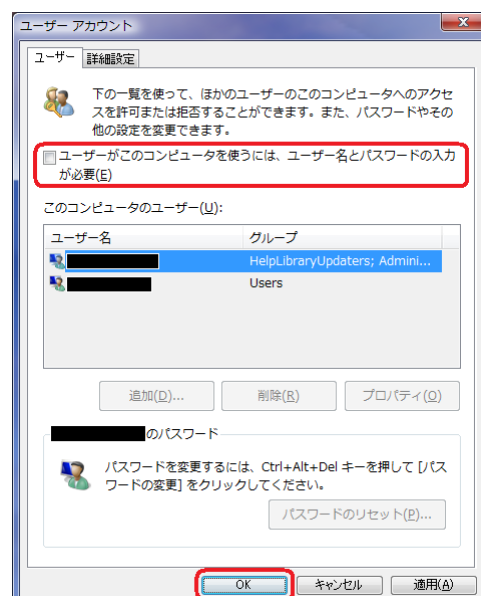 ユーザー アカウント
ユーザー 詳細設定
下の一覧を使って、ほかのユーザーのこのコンピュータへのアクセ
スを許可または拒否することができます。また、パスワードやその
他の設定を変更できます。
ユーザーがこのコンピュータを使うには、ユーザー名とパスワードの入力
が必要(E)
このコンピュータのユーザー(U):
ユーザー名 グループ
HelpLibraryUpdaters; Admini...
Users
追加(D)... 削除(R) プロパティ(O)
のパスワード
パスワードを変更するには、Ctrl+Alt+Del キーを押して [パス
ワードの変更] をクリックしてください。
パスワードのリセット(P)...
OK キャンセル 適用(A)